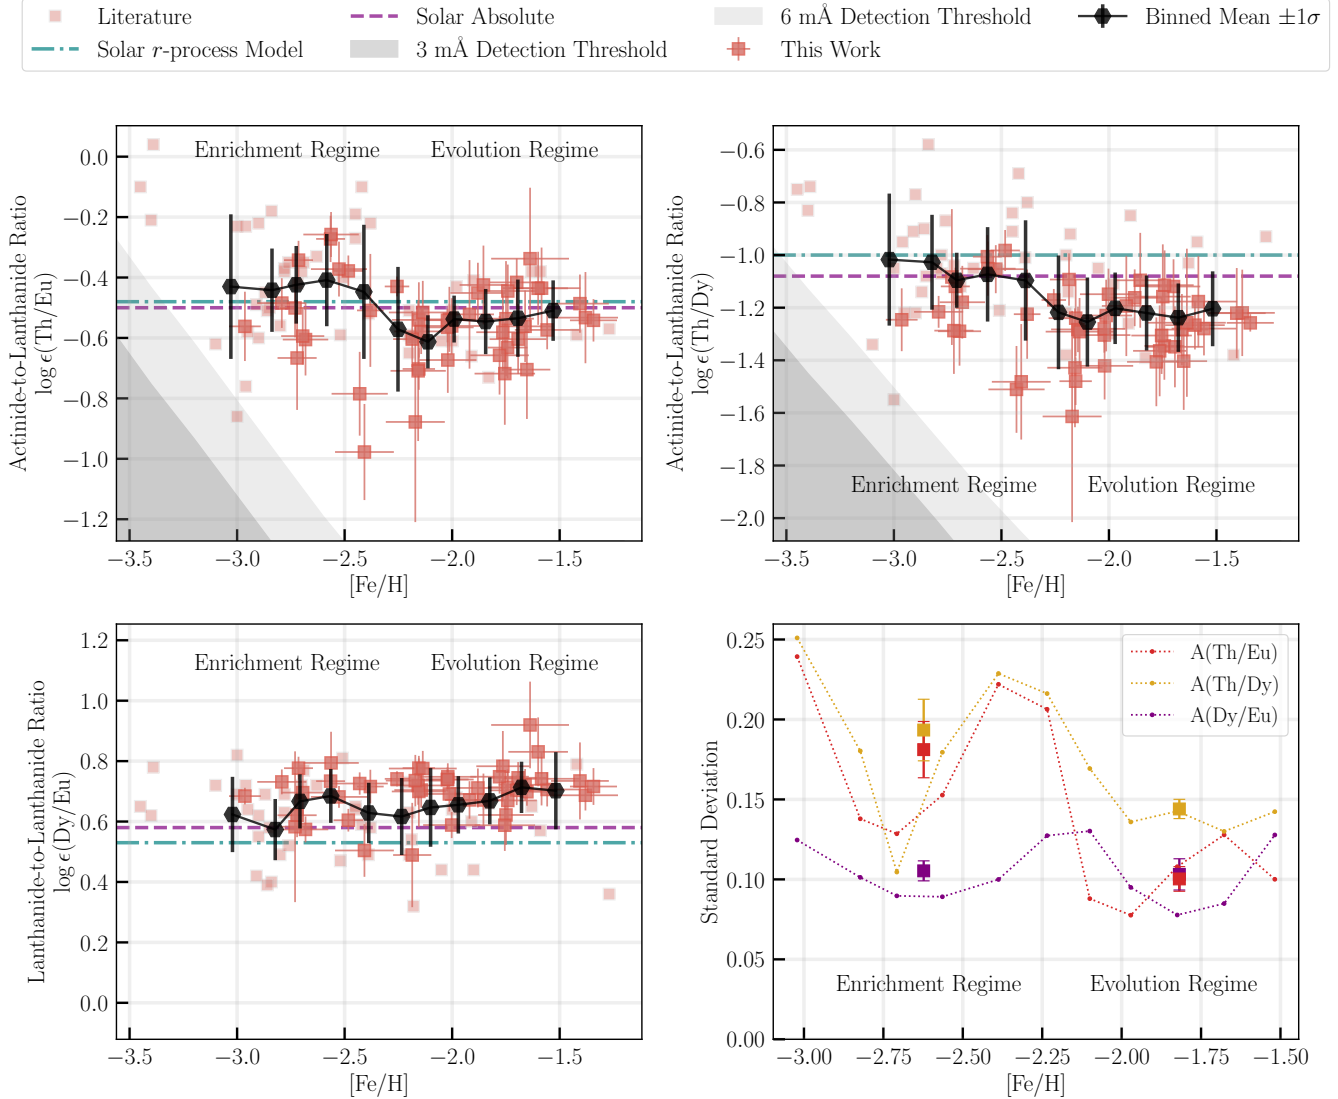 Literature
Solar Absolute
6 mÅ Detection Threshold
Binned Mean ±1σ
Solar r-process Model
3 mÅ Detection Threshold
This Work
Actinide-to-Lanthanide Ratio
log ϵ(Th/Eu)
0.0
−0.2
−0.4
−0.6
−0.8
−1.0
−1.2
Enrichment Regime
Evolution Regime
−3.5
−3.0
−2.5
−2.0
−1.5
[Fe/H]
Actinide-to-Lanthanide Ratio
log ϵ(Th/Dy)
−0.6
−0.8
−1.0
−1.2
−1.4
−1.6
−1.8
−2.0
Enrichment Regime
Evolution Regime
−3.5
−3.0
−2.5
−2.0
−1.5
[Fe/H]
Lanthanide-to-Lanthanide Ratio
log ϵ(Dy/Eu)
1.2
1.0
0.8
0.6
0.4
0.2
0.0
Enrichment Regime
Evolution Regime
−3.5
−3.0
−2.5
−2.0
−1.5
[Fe/H]
Standard Deviation
0.25
0.20
0.15
0.10
0.05
0.00
A(Th/Eu)
A(Th/Dy)
A(Dy/Eu)
Enrichment Regime
Evolution Regime
−3.00
−2.75
−2.50
−2.25
−2.00
−1.75
−1.50
[Fe/H]